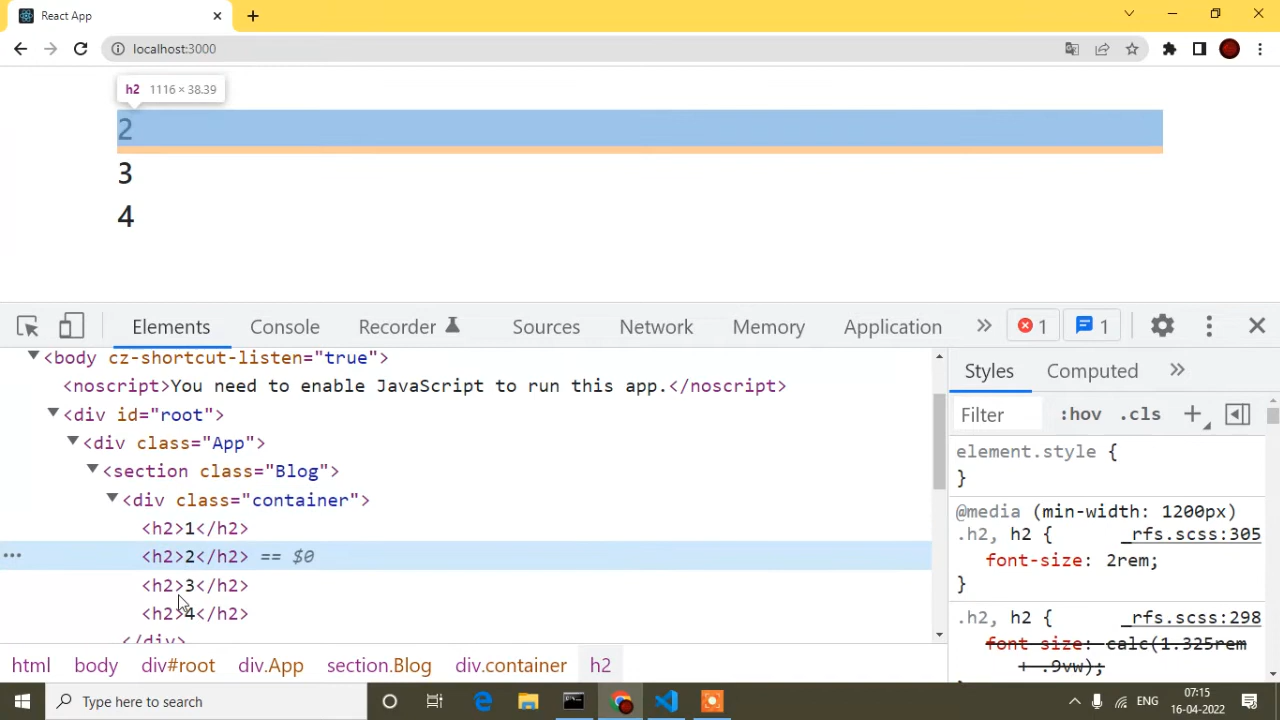 React App
localhost:3000
h2 1116 × 38.39
2
3
4
Elements Console Recorder Sources Network Memory Application 1 1
<body cz-shortcut-listen="true">
<noscript>You need to enable JavaScript to run this app.</noscript>
<div id="root">
<div class="App">
<section class="Blog">
<div class="container">
<h2>1</h2>
<h2>2</h2> == $0
<h2>3</h2>
<h2>4</h2>
</div>
html body div#root div.App section.Blog div.container h2
Styles Computed
Filter :hov .cls
element.style {
}
@media (min-width: 1200px)
.h2, h2 { _rfs.scss:305
font-size: 2rem;
}
.h2, h2 { _rfs.scss:298
font-size: calc(1.325rem
+ .9vw);
Type here to search
ENG
07:15
16-04-2022